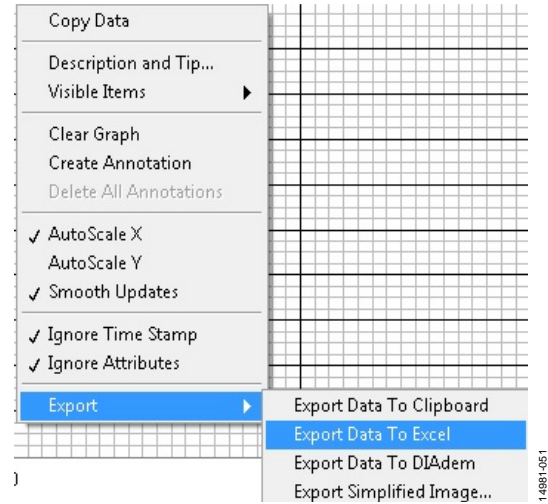 Copy Data
Description and Tip...
Visible Items
Clear Graph
Create Annotation
Delete All Annotations
AutoScale X
AutoScale Y
Smooth Updates
Ignore Time Stamp
Ignore Attributes
Export
Export Data To Clipboard
Export Data To Excel
Export Data To DIAdem
Export Simplified Image...
14981-051